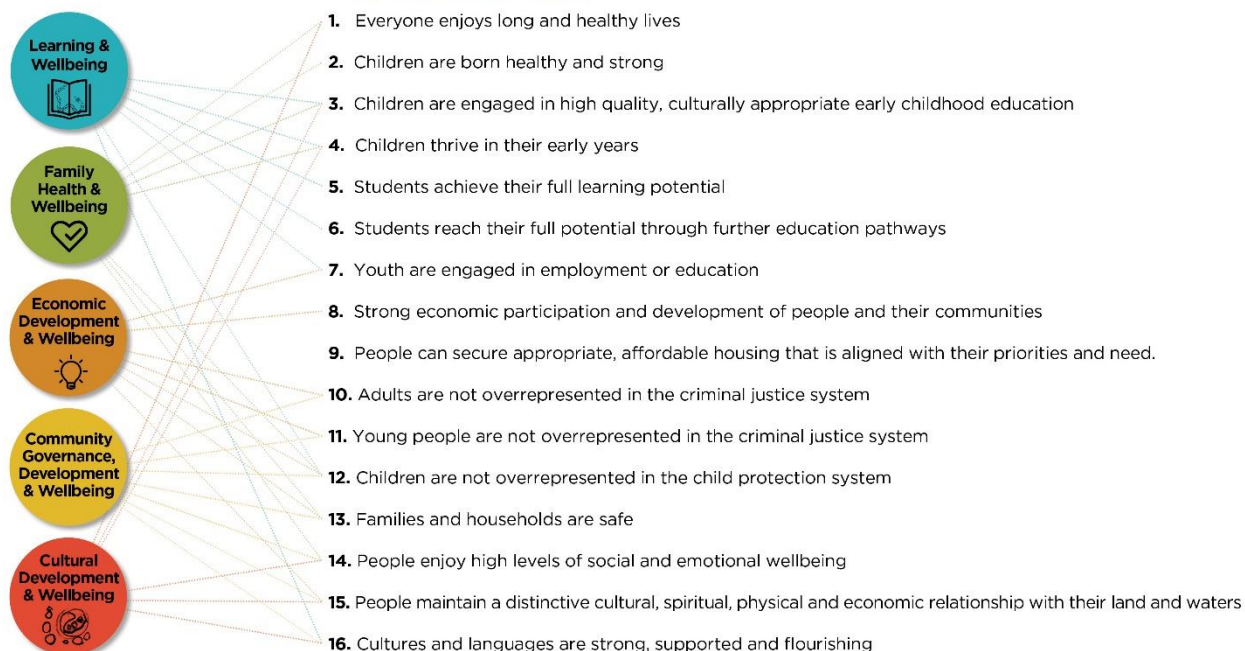 Learning &
Wellbeing
Family
Health &
Wellbeing
Economic
Development
& Wellbeing
Community
Governance,
Development
& Wellbeing
Cultural
Development
& Wellbeing
1. Everyone enjoys long and healthy lives
2. Children are born healthy and strong
3. Children are engaged in high quality, culturally appropriate early childhood education
4. Children thrive in their early years
5. Students achieve their full learning potential
6. Students reach their full potential through further education pathways
7. Youth are engaged in employment or education
8. Strong economic participation and development of people and their communities
9. People can secure appropriate, affordable housing that is aligned with their priorities and need.
10. Adults are not overrepresented in the criminal justice system
11. Young people are not overrepresented in the criminal justice system
12. Children are not overrepresented in the child protection system
13. Families and households are safe
14. People enjoy high levels of social and emotional wellbeing
15. People maintain a distinctive cultural, spiritual, physical and economic relationship with their land and waters
16. Cultures and languages are strong, supported and flourishing